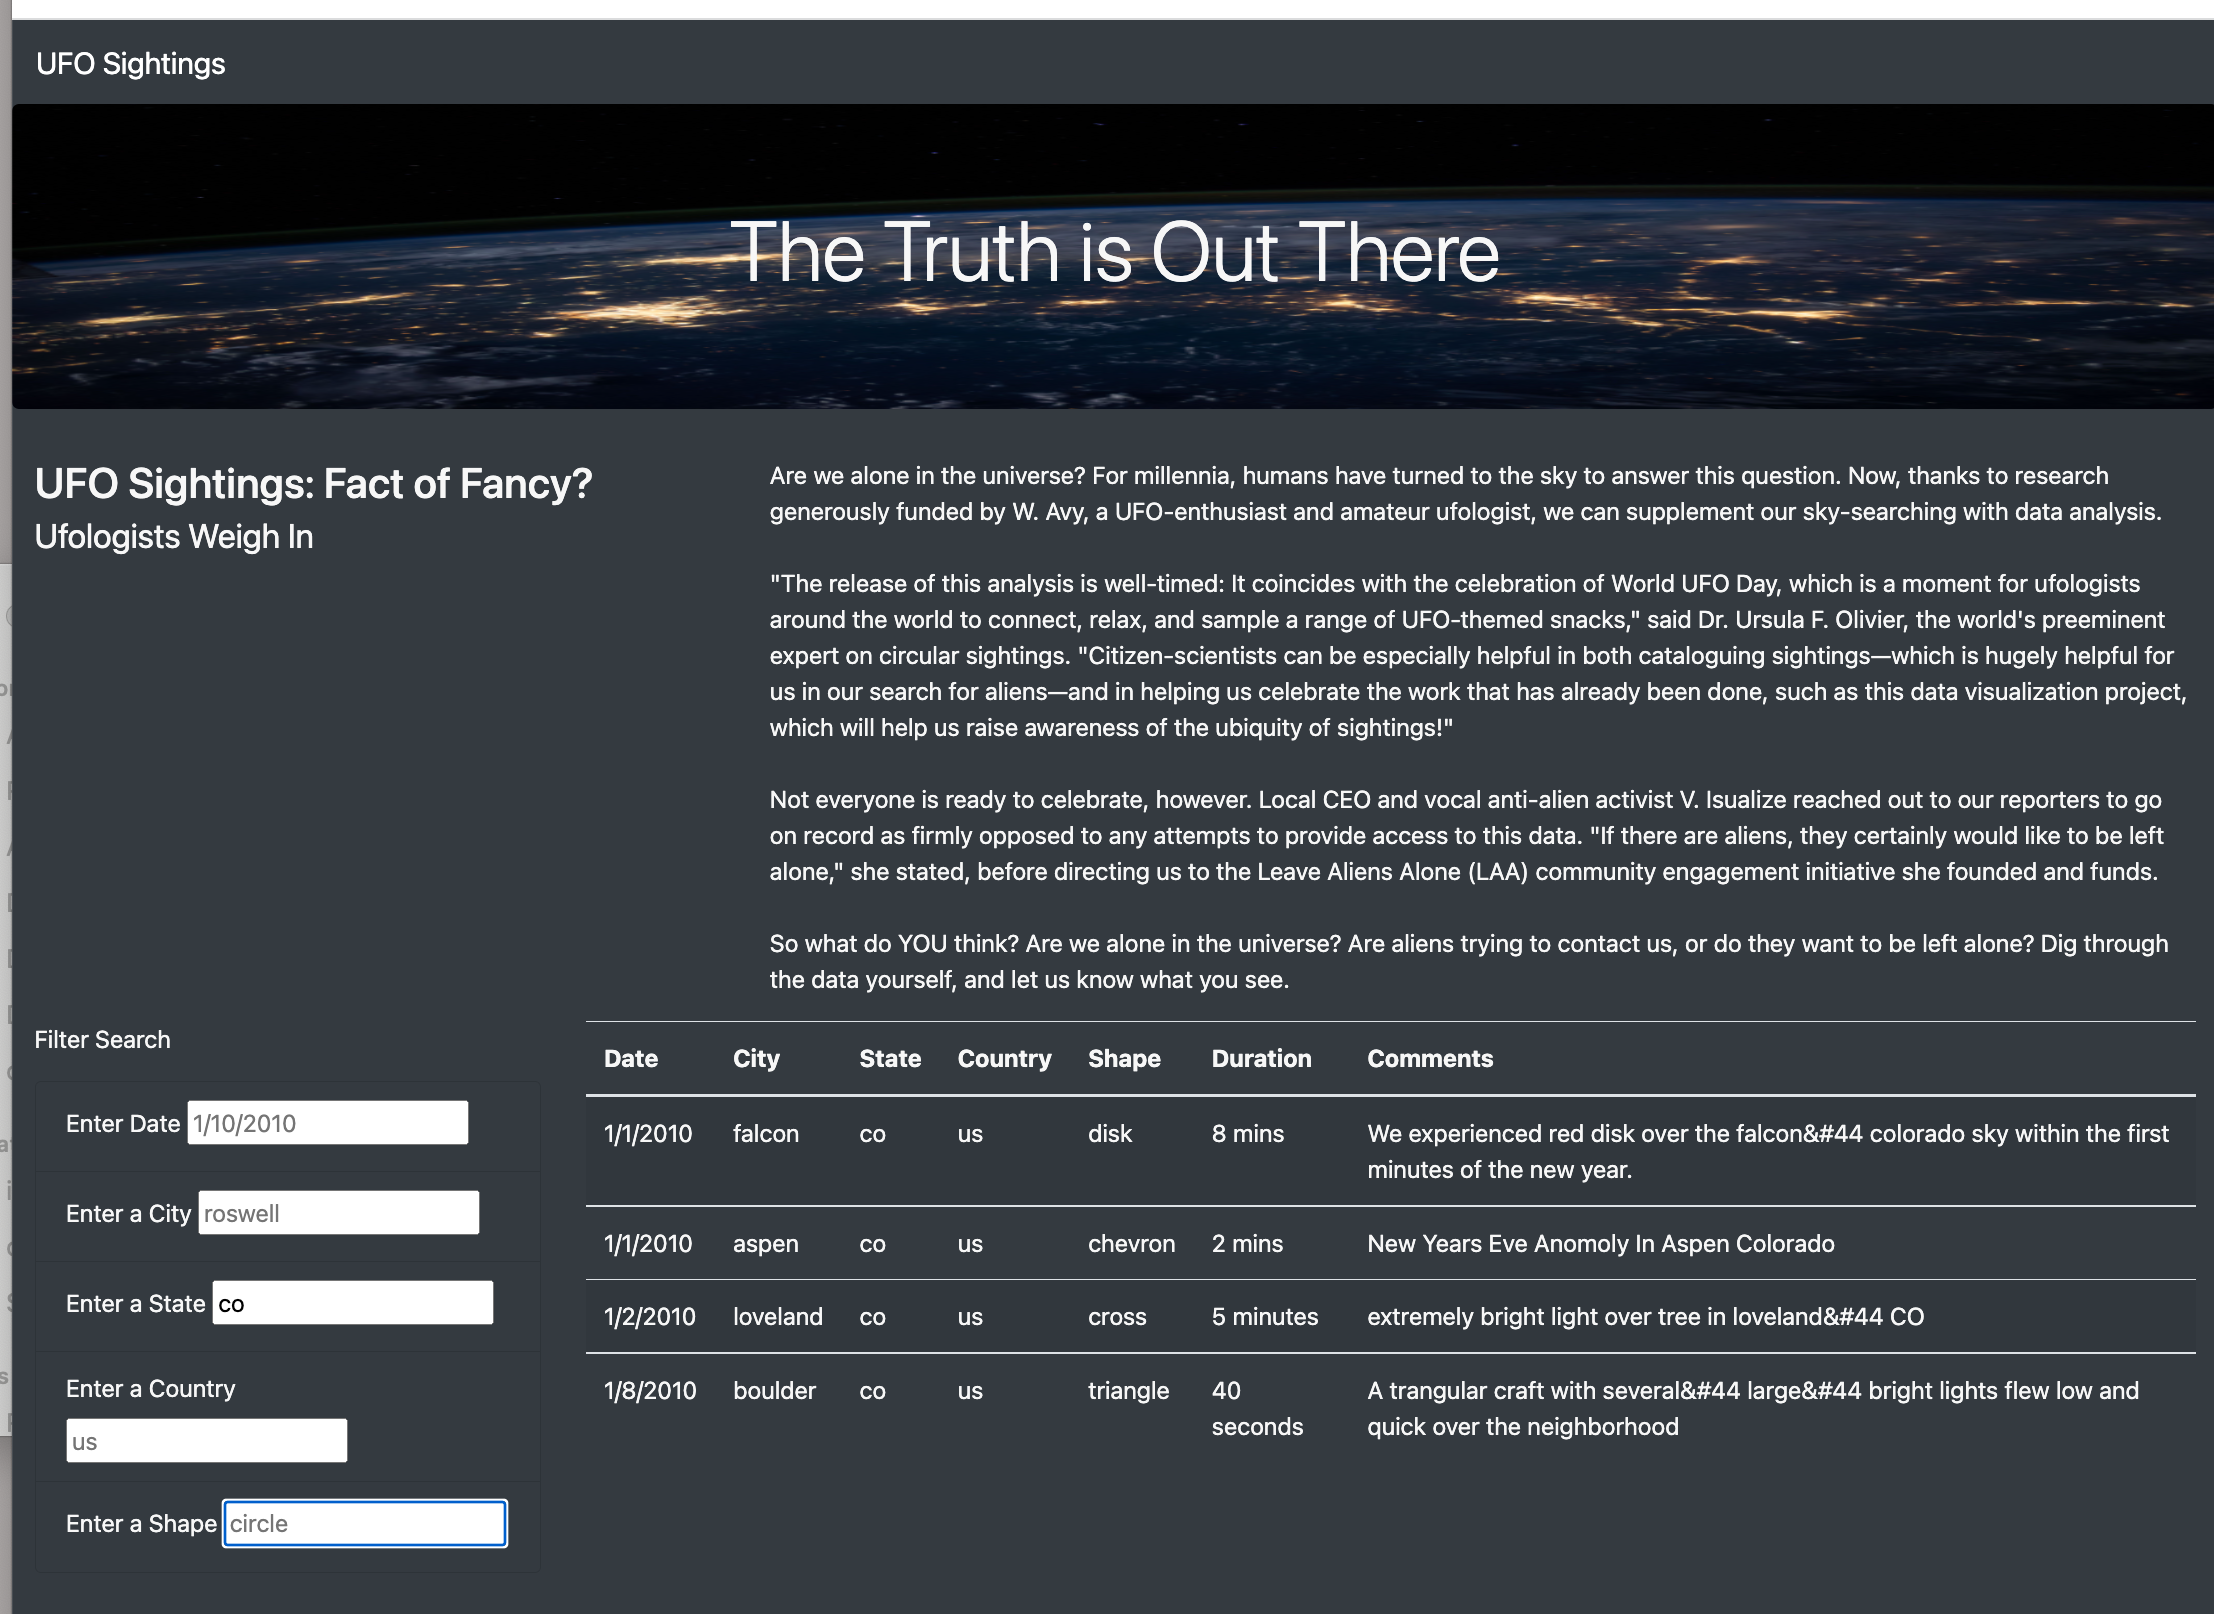 UFO Sightings
The Truth is Out There
UFO Sightings: Fact of Fancy?
Ufologists Weigh In
Are we alone in the universe? For millennia, humans have turned to the sky to answer this question. Now, thanks to research
generously funded by W. Avy, a UFO-enthusiast and amateur ufologist, we can supplement our sky-searching with data analysis.
"The release of this analysis is well-timed: It coincides with the celebration of World UFO Day, which is a moment for ufologists
around the world to connect, relax, and sample a range of UFO-themed snacks," said Dr. Ursula F. Olivier, the world's preeminent
expert on circular sightings. "Citizen-scientists can be especially helpful in both cataloguing sightings—which is hugely helpful for
us in our search for aliens—and in helping us celebrate the work that has already been done, such as this data visualization project,
which will help us raise awareness of the ubiquity of sightings!"
Not everyone is ready to celebrate, however. Local CEO and vocal anti-alien activist V. Isualize reached out to our reporters to go
on record as firmly opposed to any attempts to provide access to this data. "If there are aliens, they certainly would like to be left
alone," she stated, before directing us to the Leave Aliens Alone (LAA) community engagement initiative she founded and funds.
So what do YOU think? Are we alone in the universe? Are aliens trying to contact us, or do they want to be left alone? Dig through
the data yourself, and let us know what you see.
Filter Search
Enter Date 1/10/2010
Enter a City roswell
Enter a State co
Enter a Country
us
Enter a Shape circle
Date City State Country Shape Duration Comments
1/1/2010 falcon co us disk 8 mins We experienced red disk over the falcon&#44 colorado sky within the first
minutes of the new year.
1/1/2010 aspen co us chevron 2 mins New Years Eve Anomoly In Aspen Colorado
1/2/2010 loveland co us cross 5 minutes extremely bright light over tree in loveland&#44 CO
1/8/2010 boulder co us triangle 40 A trangular craft with several&#44 large&#44 bright lights flew low and
seconds quick over the neighborhood